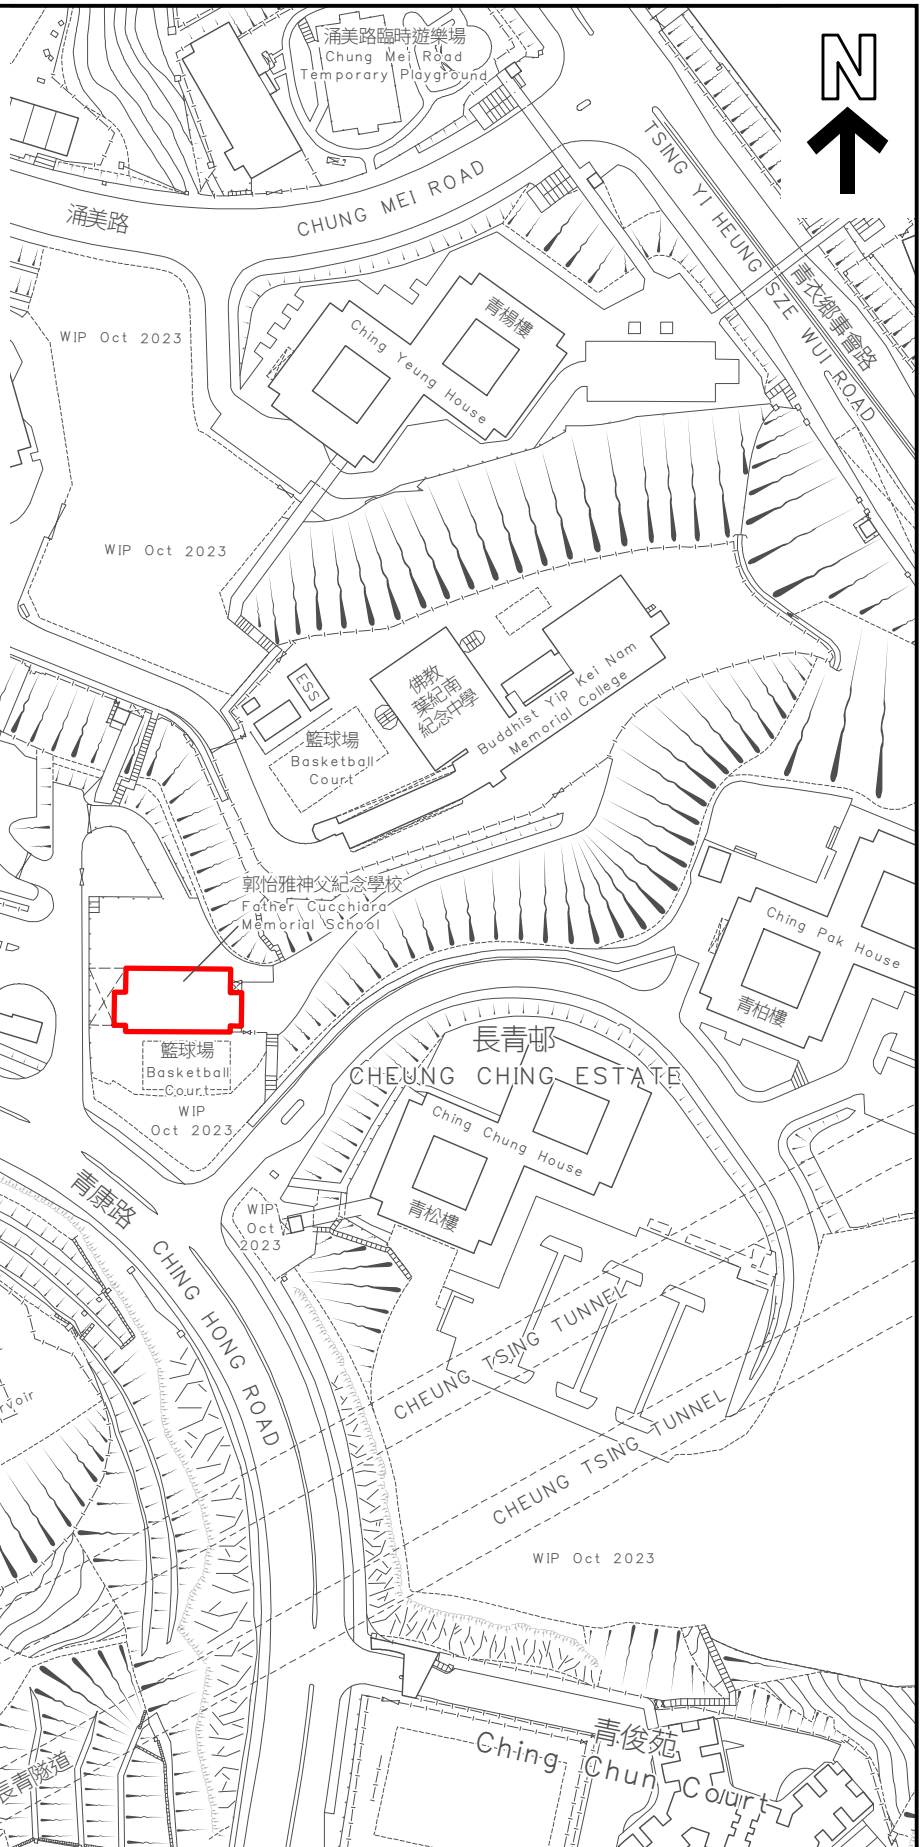 涌美路臨時遊樂場
Chung Mei Road
Temporary Playground
N
涌美路
CHUNG MEI ROAD
TSING YI HEUNG SZE WUI ROAD
青衣鄉事會路
WIP Oct 2023
Ching Yeung House
青楊樓
WIP Oct 2023
ESS
佛教
葉紀南
紀念中學
Buddhist Yip Kei Nam
Memorial College
籃球場
Basketball
Court
郭怡雅神父紀念學校
Father Cucchiara
Memorial School
Ching Pak House
青柏樓
籃球場
Basketball
Court
WIP
Oct 2023
長青邨
CHEUNG CHING ESTATE
Ching Chung House
青松樓
青康路
CHING HONG ROAD
WIP
Oct
2023
CHEUNG TSING TUNNEL
CHEUNG TSING TUNNEL
rvoir
WIP Oct 2023
長青隧道
青俊苑
Ching Chun Court